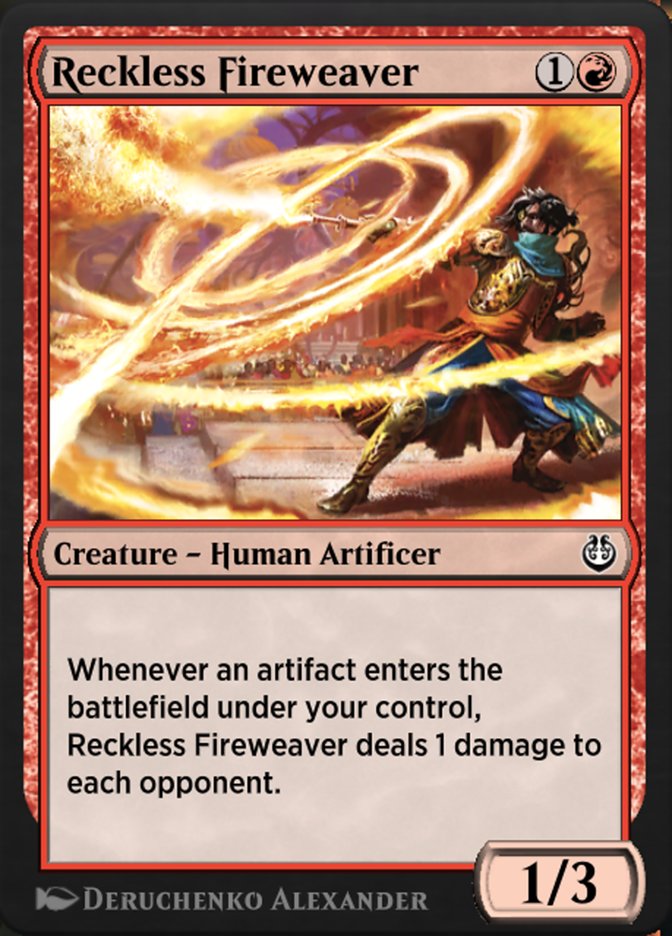 Reckless Fireweaver 1
Creature – Human Artificer
Whenever an artifact enters the
battlefield under your control,
Reckless Fireweaver deals 1 damage to
each opponent.
1/3
Deruchenko Alexander